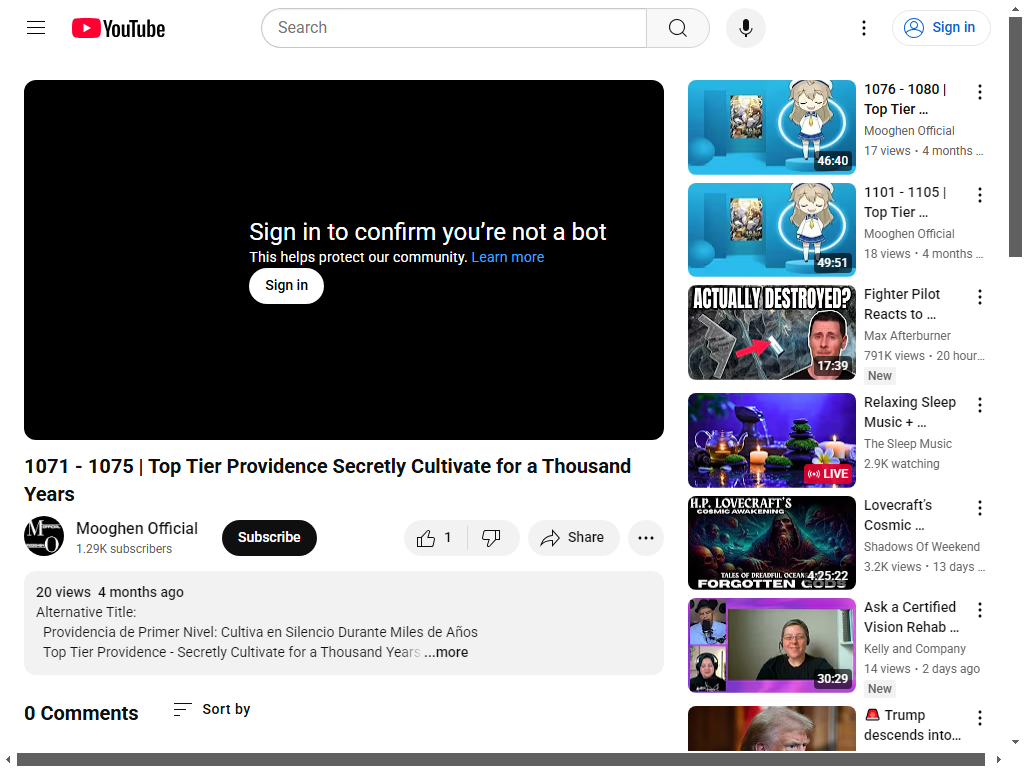 YouTube
Search
Sign in
Sign in to confirm you’re not a bot
This helps protect our community. Learn more
Sign in
1071 - 1075 | Top Tier Providence Secretly Cultivate for a Thousand
Years
Mooghen Official
1.29K subscribers
Subscribe
1
Share
20 views 4 months ago
Alternative Title:
Providencia de Primer Nivel: Cultiva en Silencio Durante Miles de Años
Top Tier Providence - Secretly Cultivate for a Thousand Years ...more
0 Comments
Sort by
46:40
1076 - 1080 |
Top Tier ...
Mooghen Official
17 views • 4 months ...
49:51
1101 - 1105 |
Top Tier ...
Mooghen Official
18 views • 4 months ...
ACTUALLY DESTROYED?
17:39
Fighter Pilot
Reacts to ...
Max Afterburner
791K views • 20 hour...
New
LIVE
Relaxing Sleep
Music + ...
The Sleep Music
2.9K watching
H.P. LOVECRAFT'S
COSMIC AWAKENING
TALES OF DREADFUL OCEAN
FORGOTTEN GODS
4:25:22
Lovecraft’s
Cosmic ...
Shadows Of Weekend
3.2K views • 13 days ...
30:29
Ask a Certified
Vision Rehab ...
Kelly and Company
14 views • 2 days ago
New
🚨 Trump
descends into...